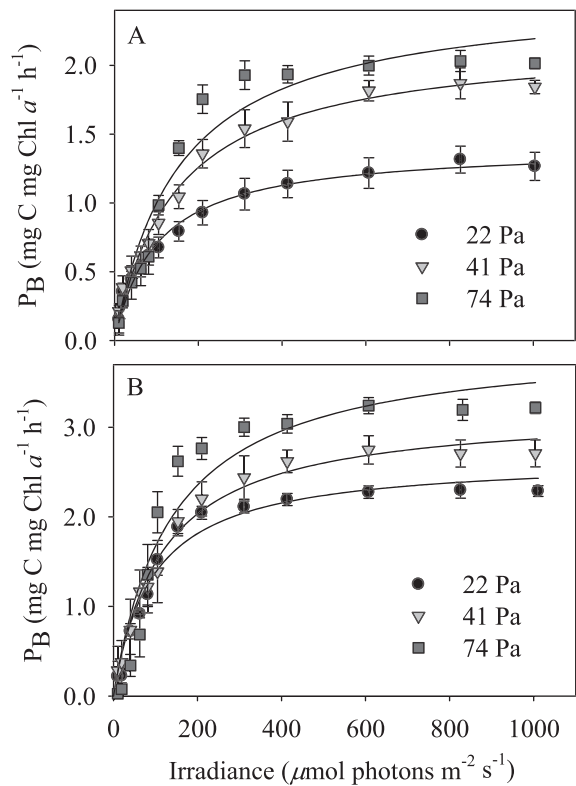 A
2.0
1.5
1.0
0.5
0.0
P_B (mg C mg Chl a⁻¹ h⁻¹)
22 Pa
41 Pa
74 Pa
B
3.0
2.0
1.0
0.0
P_B (mg C mg Chl a⁻¹ h⁻¹)
22 Pa
41 Pa
74 Pa
0 200 400 600 800 1000
Irradiance (μmol photons m⁻² s⁻¹)